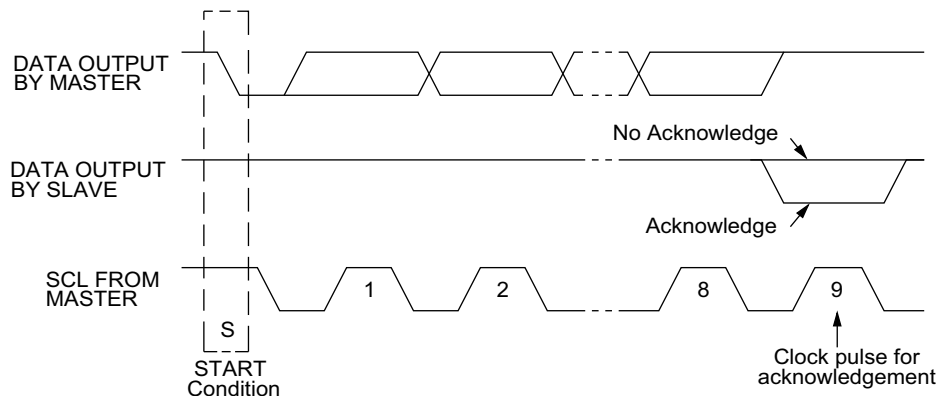 DATA OUTPUT
BY MASTER
No Acknowledge
DATA OUTPUT
BY SLAVE
Acknowledge
SCL FROM
MASTER
1
2
8
9
S
START
Condition
Clock pulse for
acknowledgement